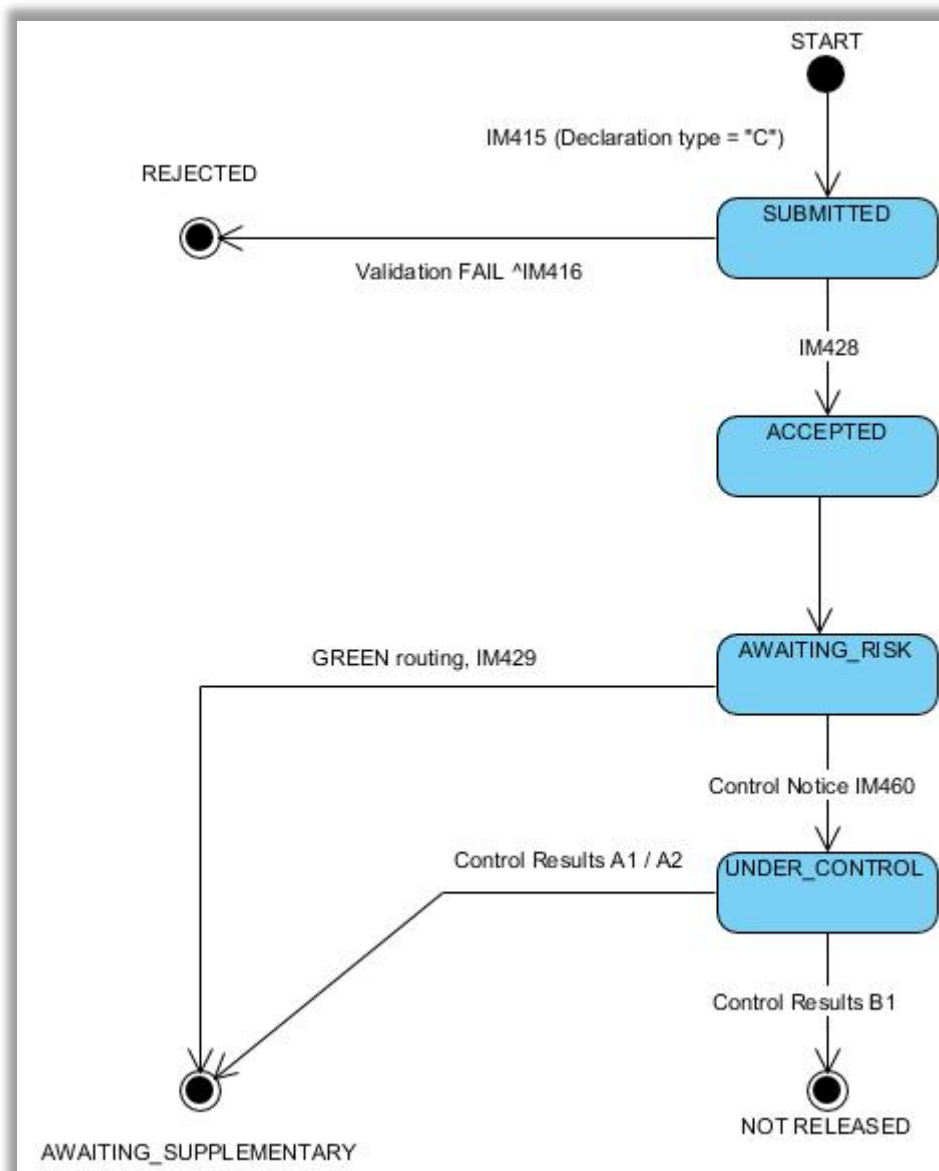 START
IM415 (Declaration type = "C")
REJECTED
SUBMITTED
Validation FAIL ^IM416
IM428
ACCEPTED
AWAITING_RISK
GREEN routing, IM429
Control Notice IM460
Control Results A1 / A2
UNDER_CONTROL
Control Results B1
NOT RELEASED
AWAITING_SUPPLEMENTARY